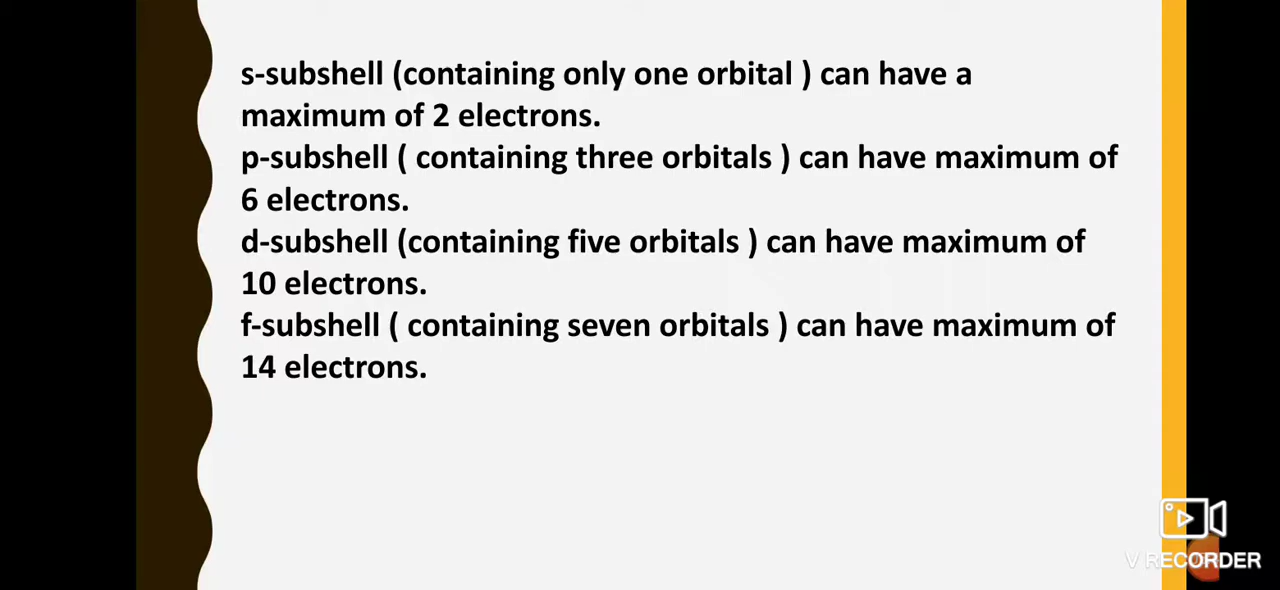 s-subshell (containing only one orbital ) can have a
maximum of 2 electrons.
p-subshell ( containing three orbitals ) can have maximum of
6 electrons.
d-subshell (containing five orbitals ) can have maximum of
10 electrons.
f-subshell ( containing seven orbitals ) can have maximum of
14 electrons.
V RECORDER